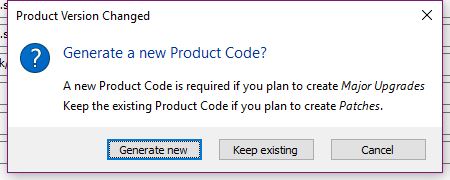 Product Version Changed
Generate a new Product Code?
A new Product Code is required if you plan to create Major Upgrades
Keep the existing Product Code if you plan to create Patches.
Generate new
Keep existing
Cancel